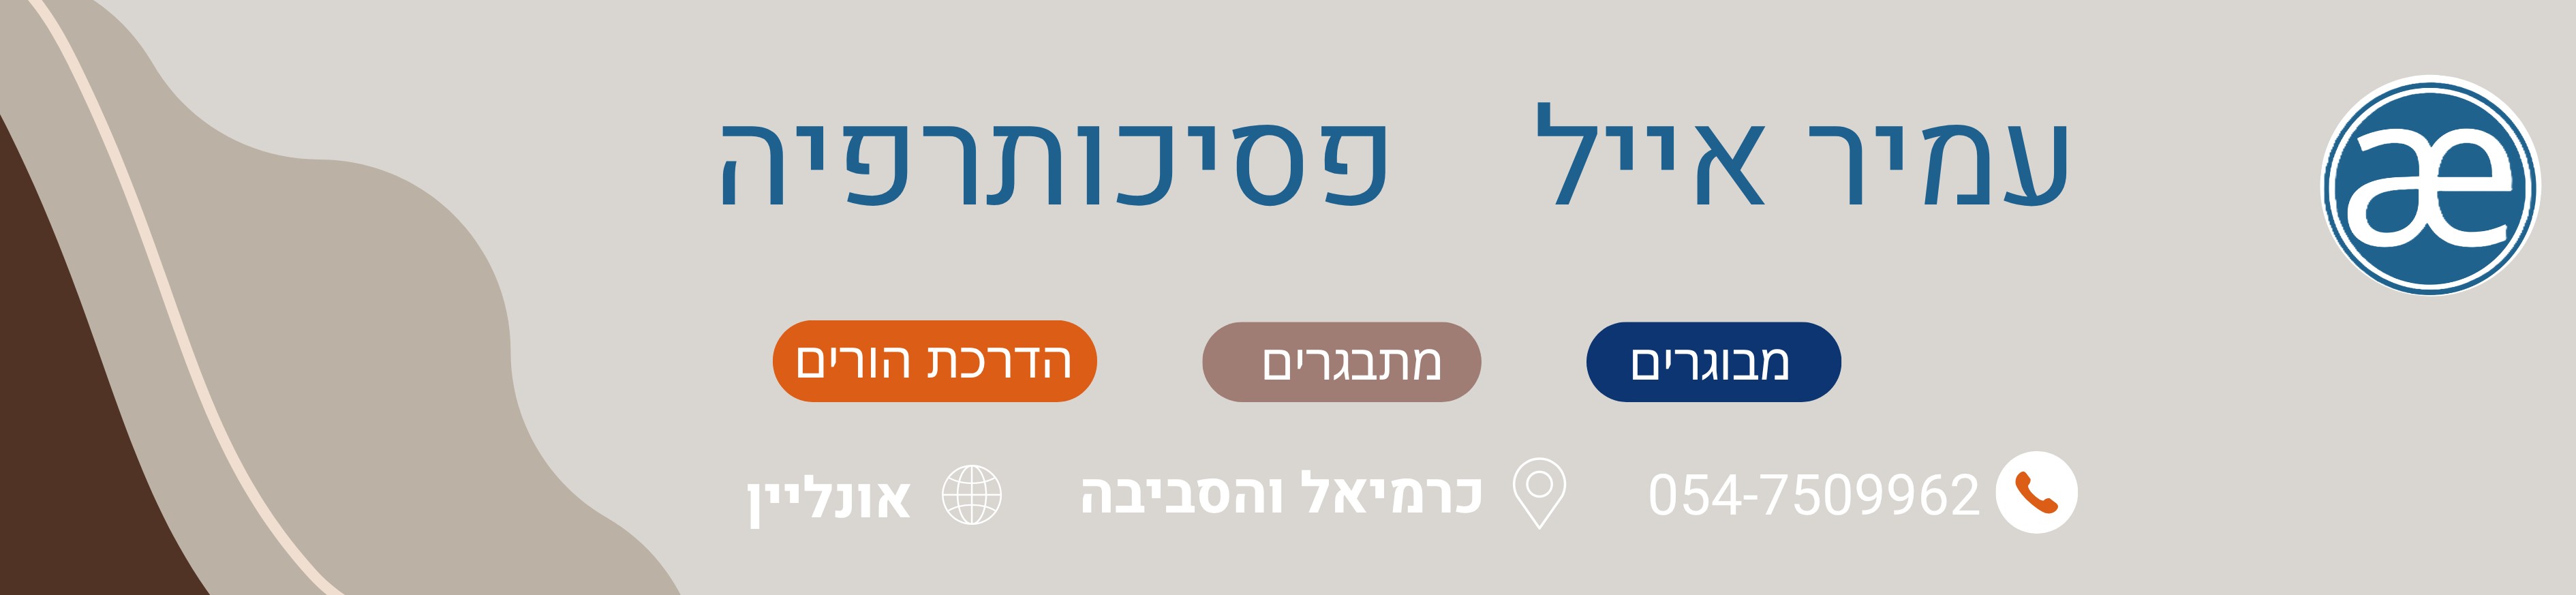 עמיר אייל פסיכותרפיה
æ
מבוגרים מתבגרים הדרכת הורים
054-7509962 כרמיאל והסביבה אונליין